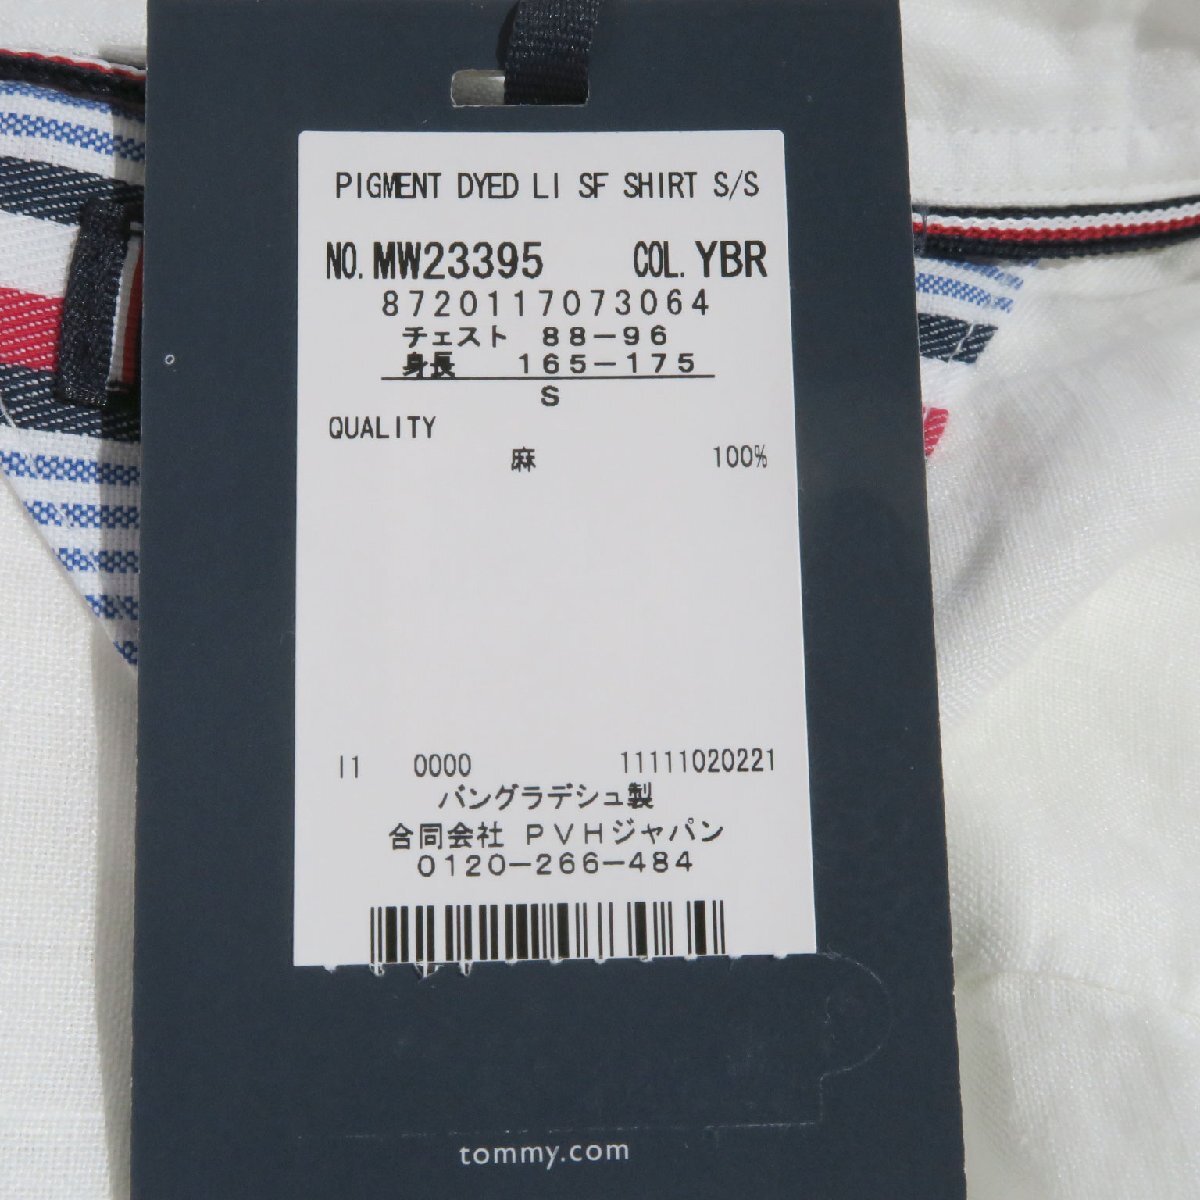 PIGMENT DYED LI SF SHIRT S/S
NO. MW23395 COL. YBR
8720117073064
チェスト 88-96
身長 165-175
S
QUALITY
麻 100%
I1 0000 11111020221
バングラデシュ製
合同会社 PVHジャパン
0120-266-484
tommy.com